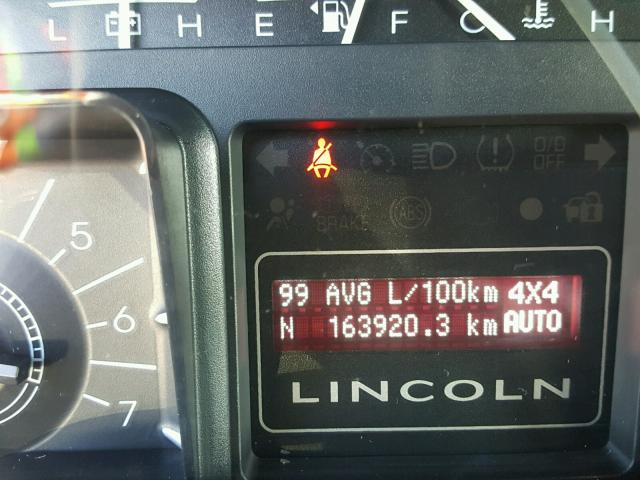 L H E F C H
O/D
OFF
BRAKE
ABS
5
6
7
99 AVG L/100km 4X4
N 163920.3 km AUTO
LINCOLN